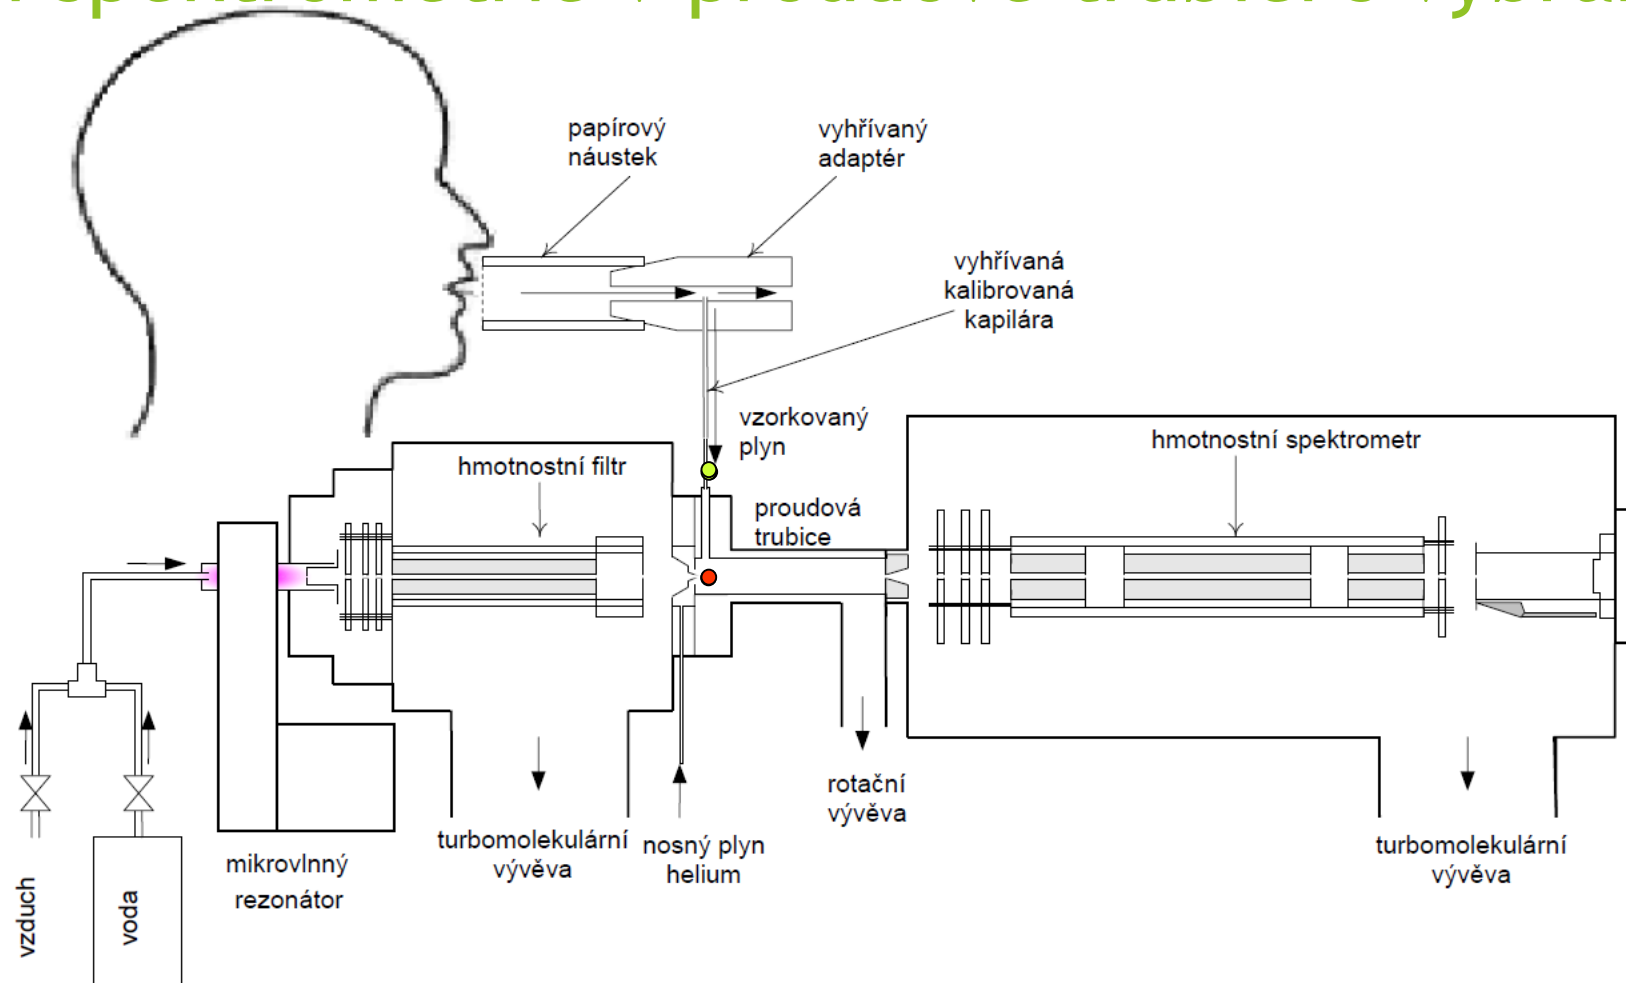 v proudové
papírový
náustek
vyhřívaný
adaptér
vyhřívaná
kalibrovaná
kapilára
vzorkovaný
plyn
hmotnostní spektrometr
hmotnostní filtr
proudová
trubice
rotační
vývěva
turbomolekulární
vývěva
nosný plyn
helium
turbomolekulární
vývěva
mikrovlnný
rezonátor
vzduch
voda